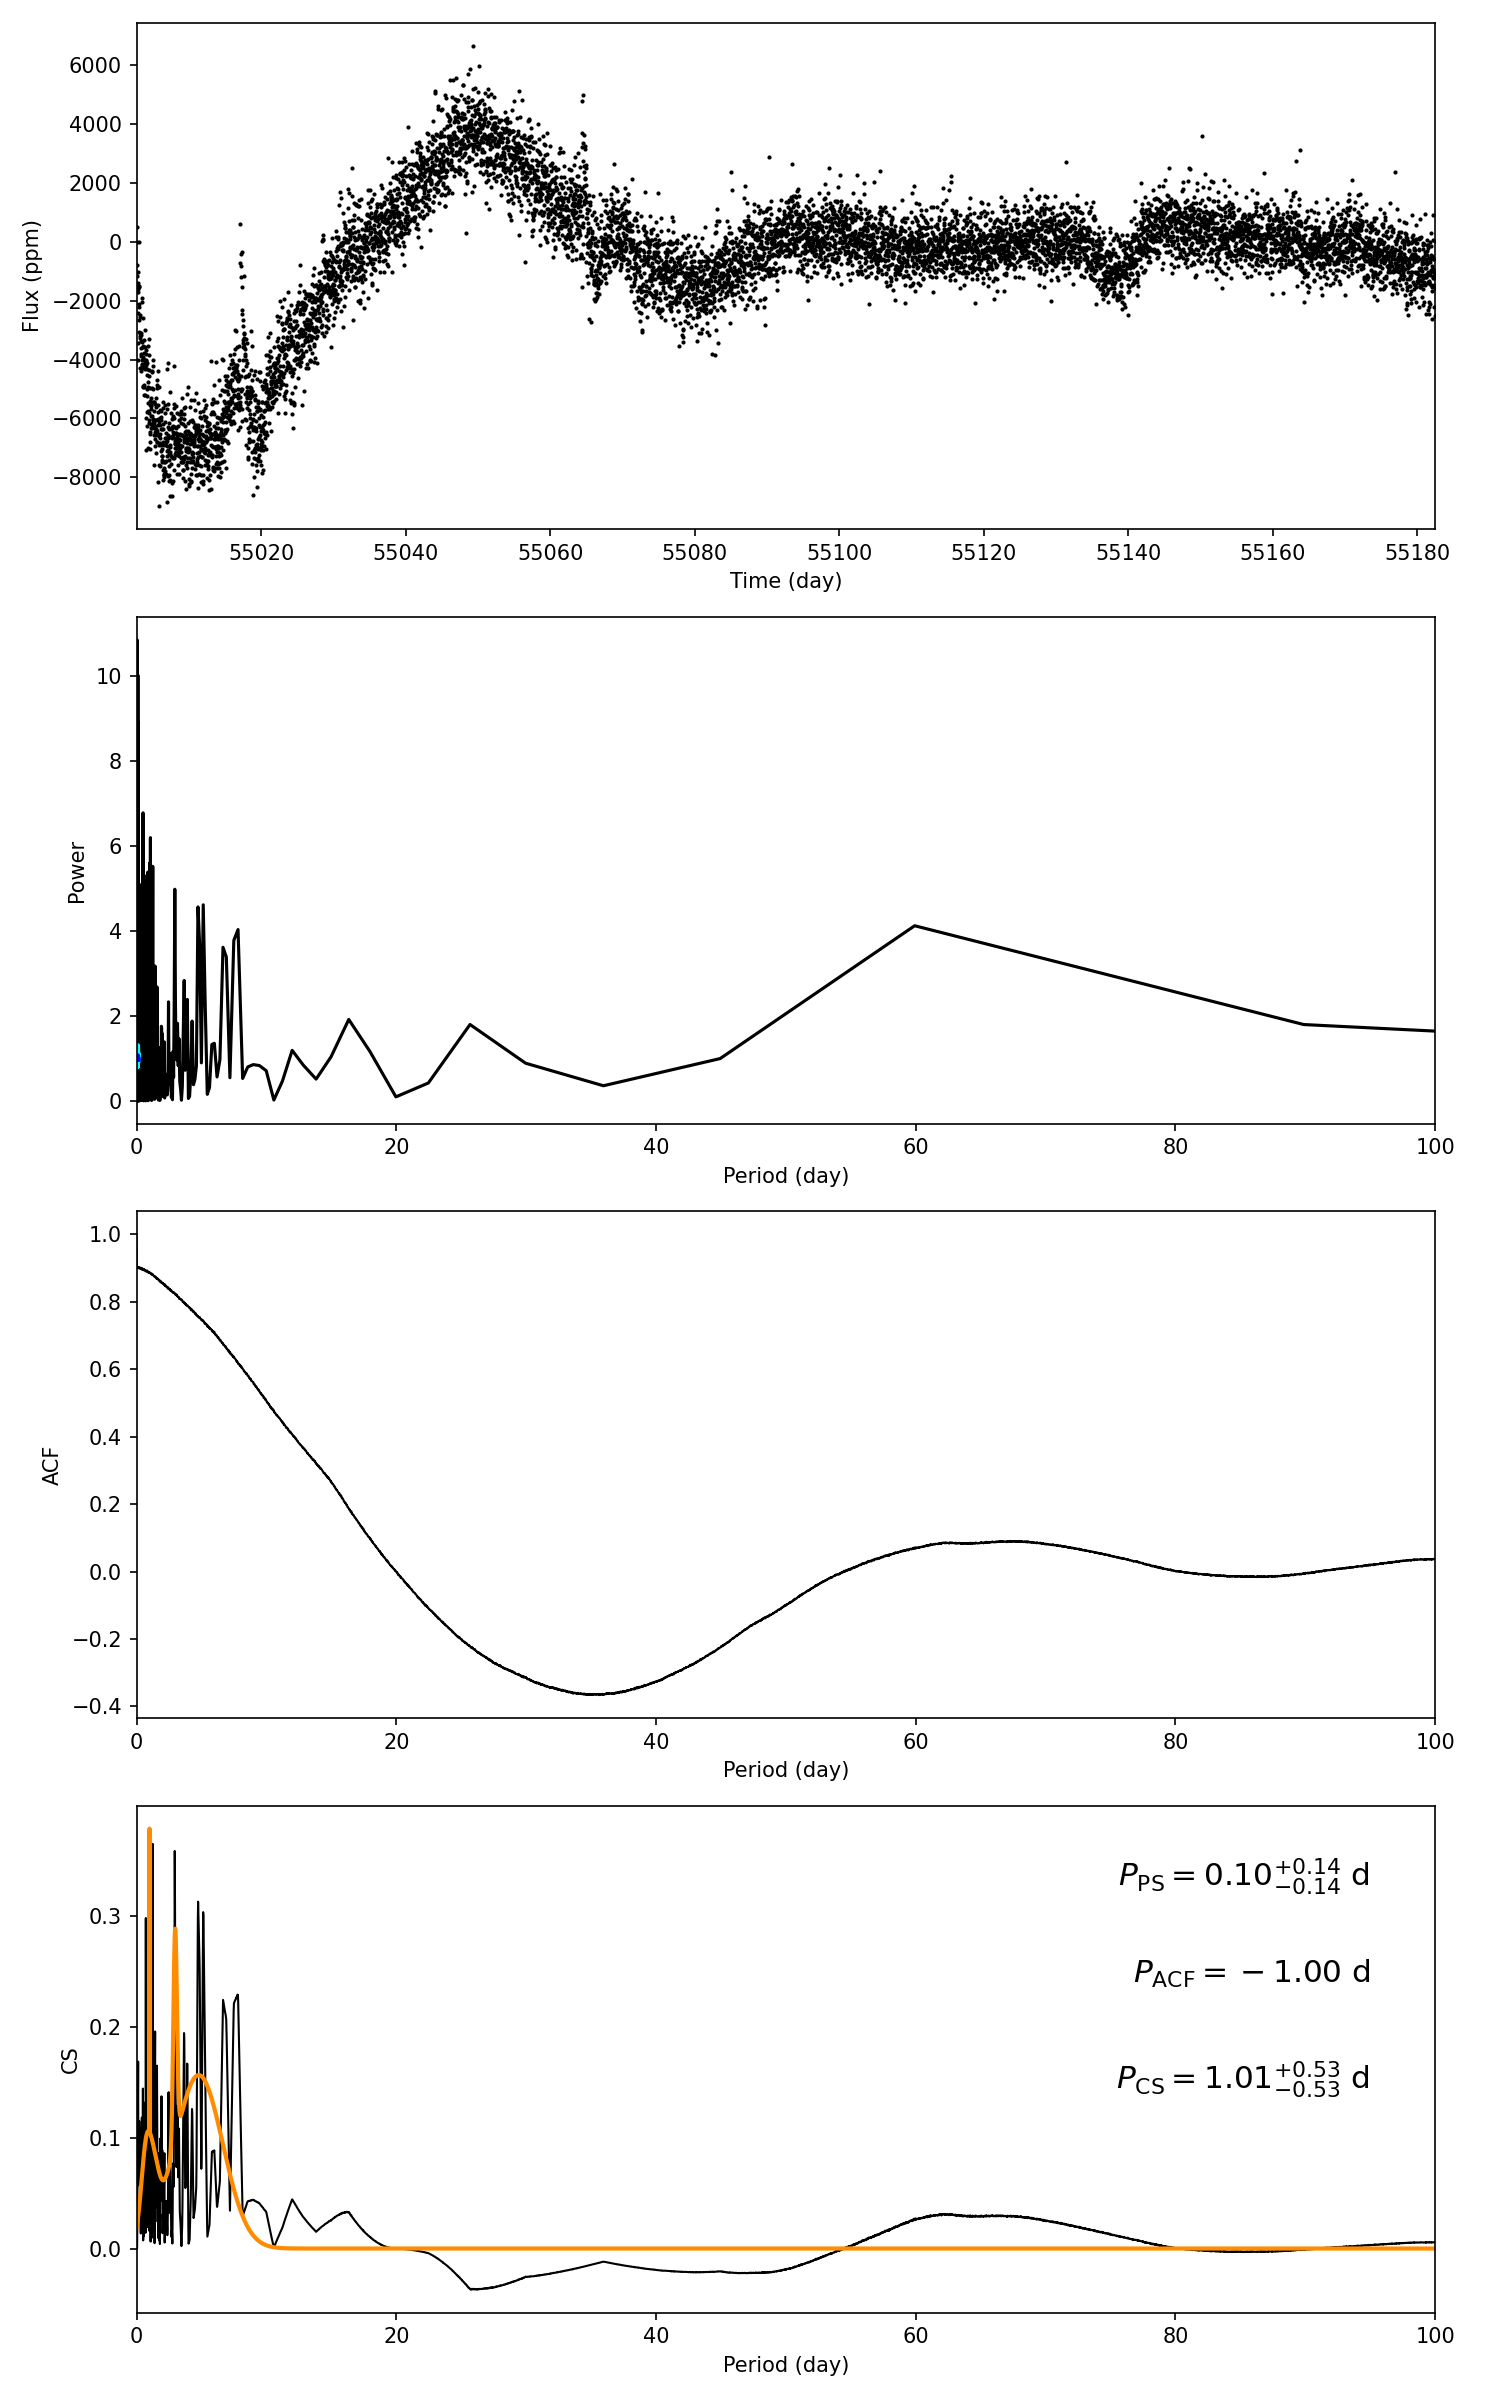 6000
4000
2000
0
−2000
−4000
−6000
−8000
Flux (ppm)
55020 55040 55060 55080 55100 55120 55140 55160 55180
Time (day)
10
8
6
4
2
0
Power
0 20 40 60 80 100
Period (day)
1.0
0.8
0.6
0.4
0.2
0.0
−0.2
−0.4
ACF
0 20 40 60 80 100
Period (day)
P_PS = 0.10^{+0.14}_{−0.14} d
P_ACF = −1.00 d
P_CS = 1.01^{+0.53}_{−0.53} d
0.3
0.2
0.1
0.0
CS
0 20 40 60 80 100
Period (day)